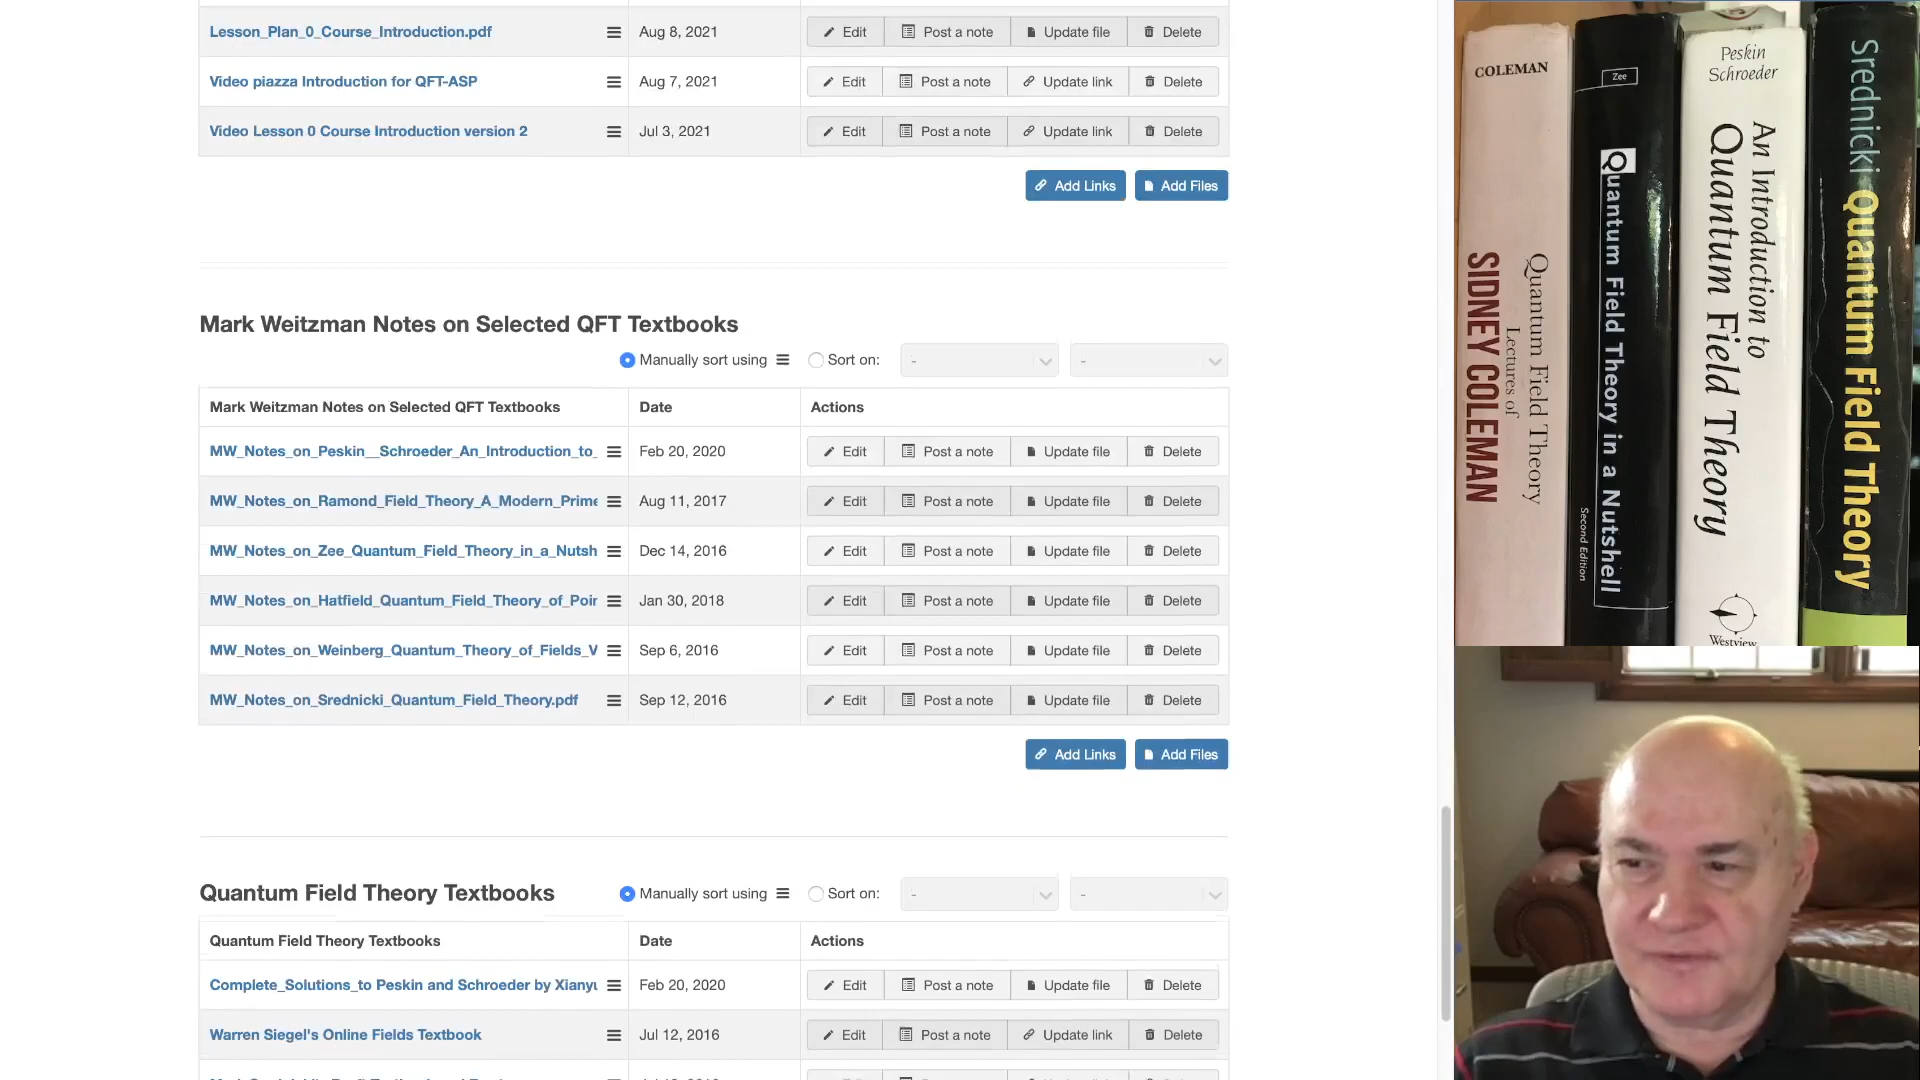 Lesson_Plan_0_Course_Introduction.pdf Aug 8, 2021 Edit Post a note Update file Delete
Video piazza Introduction for QFT-ASP Aug 7, 2021 Edit Post a note Update link Delete
Video Lesson 0 Course Introduction version 2 Jul 3, 2021 Edit Post a note Update link Delete
Add Links Add Files
Mark Weitzman Notes on Selected QFT Textbooks
Manually sort using Sort on: - -
Mark Weitzman Notes on Selected QFT Textbooks Date Actions
MW_Notes_on_Peskin__Schroeder_An_Introduction_to_ Feb 20, 2020 Edit Post a note Update file Delete
MW_Notes_on_Ramond_Field_Theory_A_Modern_Prime Aug 11, 2017 Edit Post a note Update file Delete
MW_Notes_on_Zee_Quantum_Field_Theory_in_a_Nutsh Dec 14, 2016 Edit Post a note Update file Delete
MW_Notes_on_Hatfield_Quantum_Field_Theory_of_Poin Jan 30, 2018 Edit Post a note Update file Delete
MW_Notes_on_Weinberg_Quantum_Theory_of_Fields_V Sep 6, 2016 Edit Post a note Update file Delete
MW_Notes_on_Srednicki_Quantum_Field_Theory.pdf Sep 12, 2016 Edit Post a note Update file Delete
Add Links Add Files
Quantum Field Theory Textbooks Manually sort using Sort on: - -
Quantum Field Theory Textbooks Date Actions
Complete_Solutions_to Peskin and Schroeder by Xianyu Feb 20, 2020 Edit Post a note Update file Delete
Warren Siegel's Online Fields Textbook Jul 12, 2016 Edit Post a note Update link Delete
COLEMAN
Quantum Field Theory
Lectures of
SIDNEY COLEMAN
Zee
Quantum Field Theory in a Nutshell
Second Edition
Peskin
Schroeder
An Introduction to
Quantum Field Theory
Westview
Srednicki Quantum Field Theory